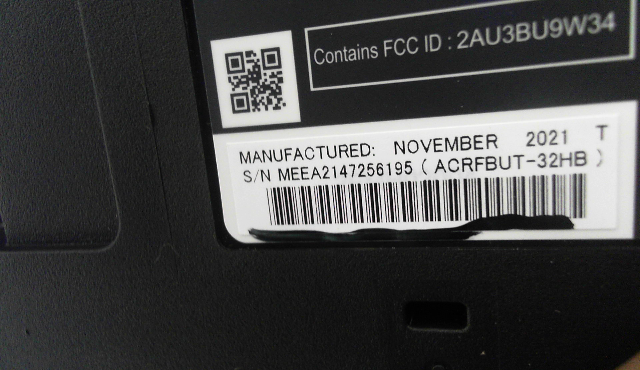 Contains FCC ID : 2AU3BU9W34
MANUFACTURED: NOVEMBER 2021 T
S/N MEEA2147256195 ( ACRFBUT-32HB )